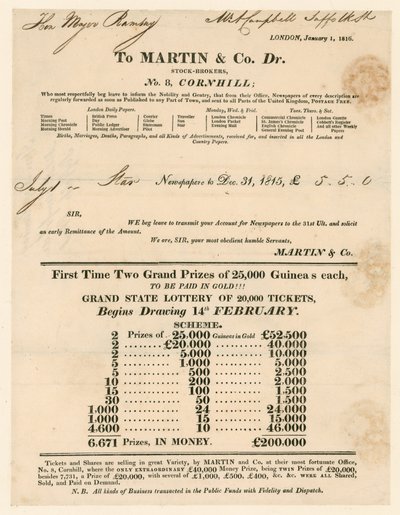 Hon Major Ramsay Mr A Campbell Suffolk St
LONDON, January 1, 1816.
To MARTIN & Co. Dr.
STOCK-BROKERS,
No. 8, CORNHILL;
Who most respectfully beg leave to inform the Nobility and Gentry, that from their Office, Newspapers of every description are
regularly forwarded as soon as Published to any Part of Town, and sent to all Parts of the United Kingdom, POSTAGE FREE.
London Daily Papers. Monday, Wed. & Frid. Tues. Thurs. & Sat.
Times British Press Courier Traveller London Chronicle Commercial Chronicle London Gazette
Morning Post Day Globe Star London Packet St. James's Chronicle Cobbett's Register
Morning Chronicle Public Ledger Statesman Sun Evening Mail English Chronicle And all other Weekly
Morning Herald Morning Advertiser Pilot General Evening Post Papers
Births, Marriages, Deaths, Paragraphs, and all Kinds of Advertisements, received for, and inserted in all the London and
Country Papers.
July 1 Star Newspapers to Dec. 31, 1815, £ 5 . 5 . 0
SIR,
WE beg leave to transmit your Account for Newspapers to the 31st Ult. and solicit
an early Remittance of the Amount.
We are, SIR, your most obedient humble Servants,
MARTIN & Co.
First Time Two Grand Prizes of 25,000 Guineas each,
TO BE PAID IN GOLD!!!
GRAND STATE LOTTERY OF 20,000 TICKETS,
Begins Drawing 14th FEBRUARY.
SCHEME.
2 Prizes of 25,000 Guineas in Gold £52,500
2 ........ £20,000 ........ 40,000
2 ........ 5,000 ........ 10,000
5 ........ 1,000 ........ 5,000
5 ........ 500 ........ 2,500
10 ........ 200 ........ 2,000
15 ........ 100 ........ 1,500
30 ........ 50 ........ 1,500
1,000 ........ 24 ........ 24,000
1,000 ........ 15 ........ 15,000
4,600 ........ 10 ........ 46,000
6,671 Prizes, IN MONEY. £200,000
Tickets and Shares are selling in great Variety, by MARTIN and Co. at their most fortunate Office,
No. 8, Cornhill, where the ONLY EXTRAORDINARY £40,000 Money Prize, being TWIN Prizes of £20,000,
besides 7,731, a Prize of £20,000, with several of £1,000, £500, £400, &c. &c. WERE ALL Shared,
Sold, and Paid on Demand.
N. B. All kinds of Business transacted in the Public Funds with Fidelity and Dispatch.